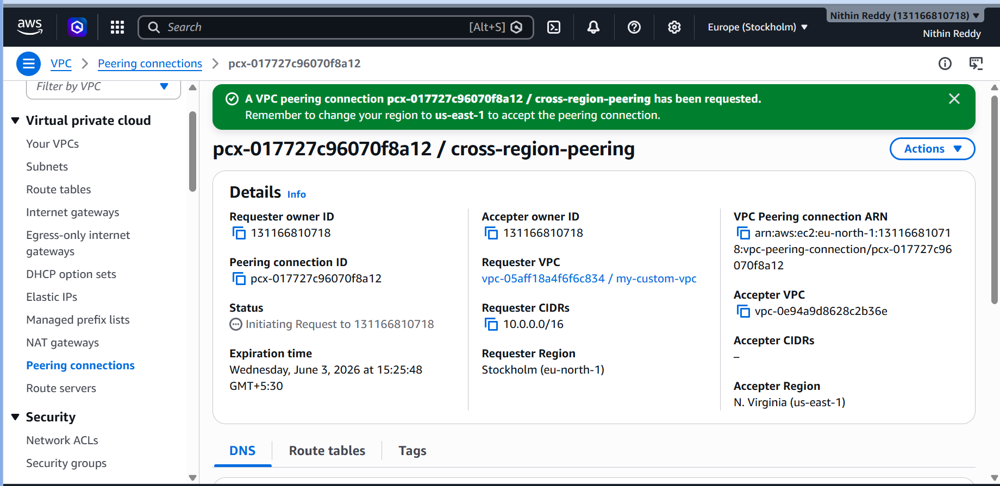 aws
Search
[Alt+S]
Europe (Stockholm)
Nithin Reddy (131166810718)
Nithin Reddy
VPC
Peering connections
pcx-017727c96070f8a12
Filter by VPC
Virtual private cloud
Your VPCs
Subnets
Route tables
Internet gateways
Egress-only internet
gateways
DHCP option sets
Elastic IPs
Managed prefix lists
NAT gateways
Peering connections
Route servers
Security
Network ACLs
Security groups
A VPC peering connection pcx-017727c96070f8a12 / cross-region-peering has been requested.
Remember to change your region to us-east-1 to accept the peering connection.
pcx-017727c96070f8a12 / cross-region-peering
Actions
Details Info
Requester owner ID
131166810718
Peering connection ID
pcx-017727c96070f8a12
Status
Initiating Request to 131166810718
Expiration time
Wednesday, June 3, 2026 at 15:25:48
GMT+5:30
Accepter owner ID
131166810718
Requester VPC
vpc-05aff18a4f6f6c834 / my-custom-vpc
Requester CIDRs
10.0.0.0/16
Requester Region
Stockholm (eu-north-1)
VPC Peering connection ARN
arn:aws:ec2:eu-north-1:13116681071
8:vpc-peering-connection/pcx-017727c96
070f8a12
Accepter VPC
vpc-0e94a9d8628c2b36e
Accepter CIDRs
–
Accepter Region
N. Virginia (us-east-1)
DNS
Route tables
Tags